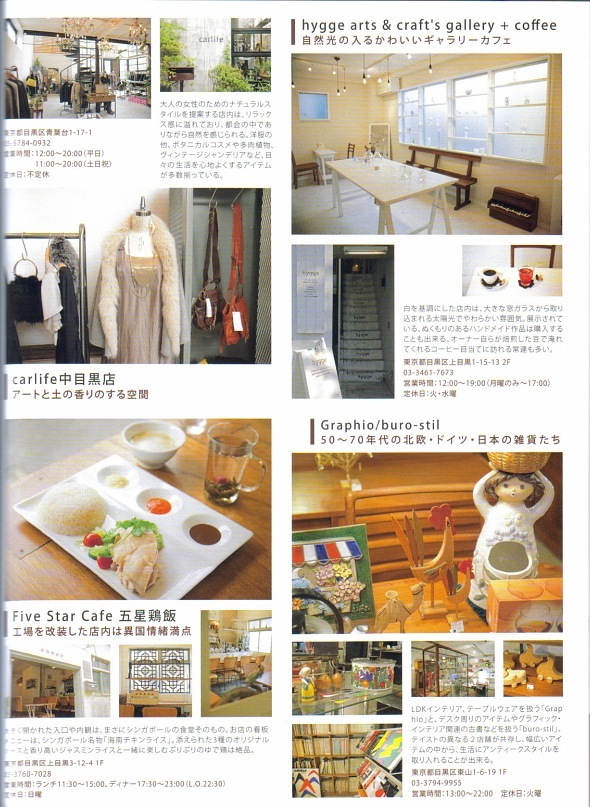 carlife
東京都目黒区青葉台1-17-1
03-5784-0932
営業時間：12:00〜20:00（平日）
11:00〜20:00（土日祝）
定休日：不定休
大人の女性のためのナチュラルス
タイルを提案する店内は、リラック
ス感に溢れており、都会の中であ
りながら自然を感じられる。洋服の
他、ボタニカルコスメや多肉植物、
ヴィンテージシャンデリアなど、日
々の生活を心地よくするアイテム
が多数揃っている。
carlife中目黒店
アートと土の香りのする空間
Five Star Cafe 五星鶏飯
工場を改装した店内は異国情緒満点
きく開かれた入口や内観は、まさにシンガポールの食堂そのもの。お店の看板
ニューは、シンガポール名物「海南チキンライス」。添えられた3種のオリジナル
ースと香り高いジャスミンライスと一緒に楽しむぷりぷりのゆで鶏は絶品。
東京都目黒区上目黒3-12-4 1F
03-3760-7028
営業時間：ランチ11:30〜15:00、ディナー17:30〜23:00（L.O.22:30）
定休日：日曜
hygge arts & craft's gallery + coffee
自然光の入るかわいいギャラリーカフェ
hygge
白を基調にした店内は、大きな窓ガラスから取り
込まれる太陽光でやわらかい雰囲気。展示されて
いる、ぬくもりのあるハンドメイド作品は購入する
ことも出来る。オーナー自らが焙煎した豆で淹れ
てくれるコーヒー目当てに訪れる常連も多い。
東京都目黒区上目黒1-15-13 2F
03-3461-7673
営業時間：12:00〜19:00（月曜のみ〜17:00）
定休日：火・水曜
Graphio/buro-stil
50〜70年代の北欧・ドイツ・日本の雑貨たち
LDKインテリア、テーブルウェアを扱う「Grap
hio」と、デスク周りのアイテムやグラフィック・
インテリア関連の古書などを扱う「buro-stil」。
テイストの異なる2店舗が共存し、幅広いアイ
テムの中から、生活にアンティークスタイルを
取り入れることが出来る。
東京都目黒区東山1-6-19 1F
03-3794-9955
営業時間：13:00〜22:00　定休日：火曜